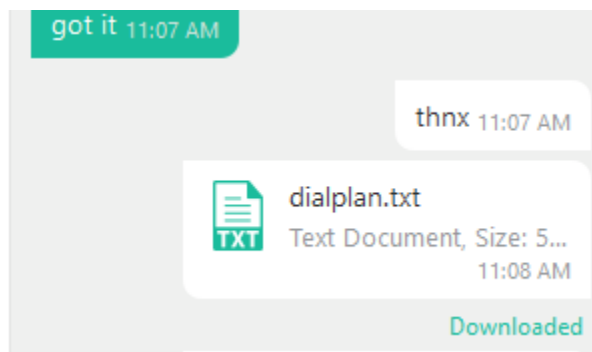 got it 11:07 AM
thnx 11:07 AM
dialplan.txt
TXT
Text Document, Size: 5...
11:08 AM
Downloaded